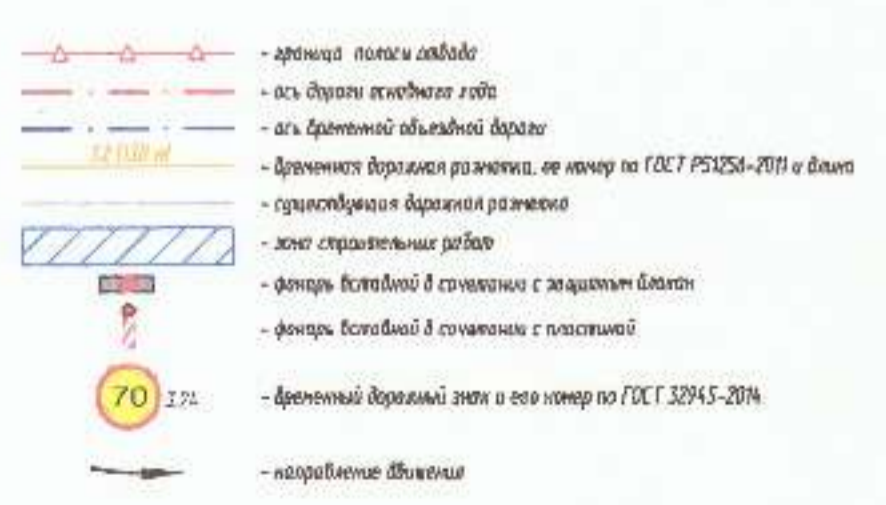 - граница полосы отвода
- ось дороги основного хода
- ось временной объездной дороги
- временная дорожная разметка, ее номер по ГОСТ Р51256-2011 и длина
- существующая дорожная разметка
- зона строительных работ
- фонарь вставной в сочетании с защитным блоком
- фонарь вставной в сочетании с пластиной
70 - временный дорожный знак и его номер по ГОСТ 32945-2014
- направление движения